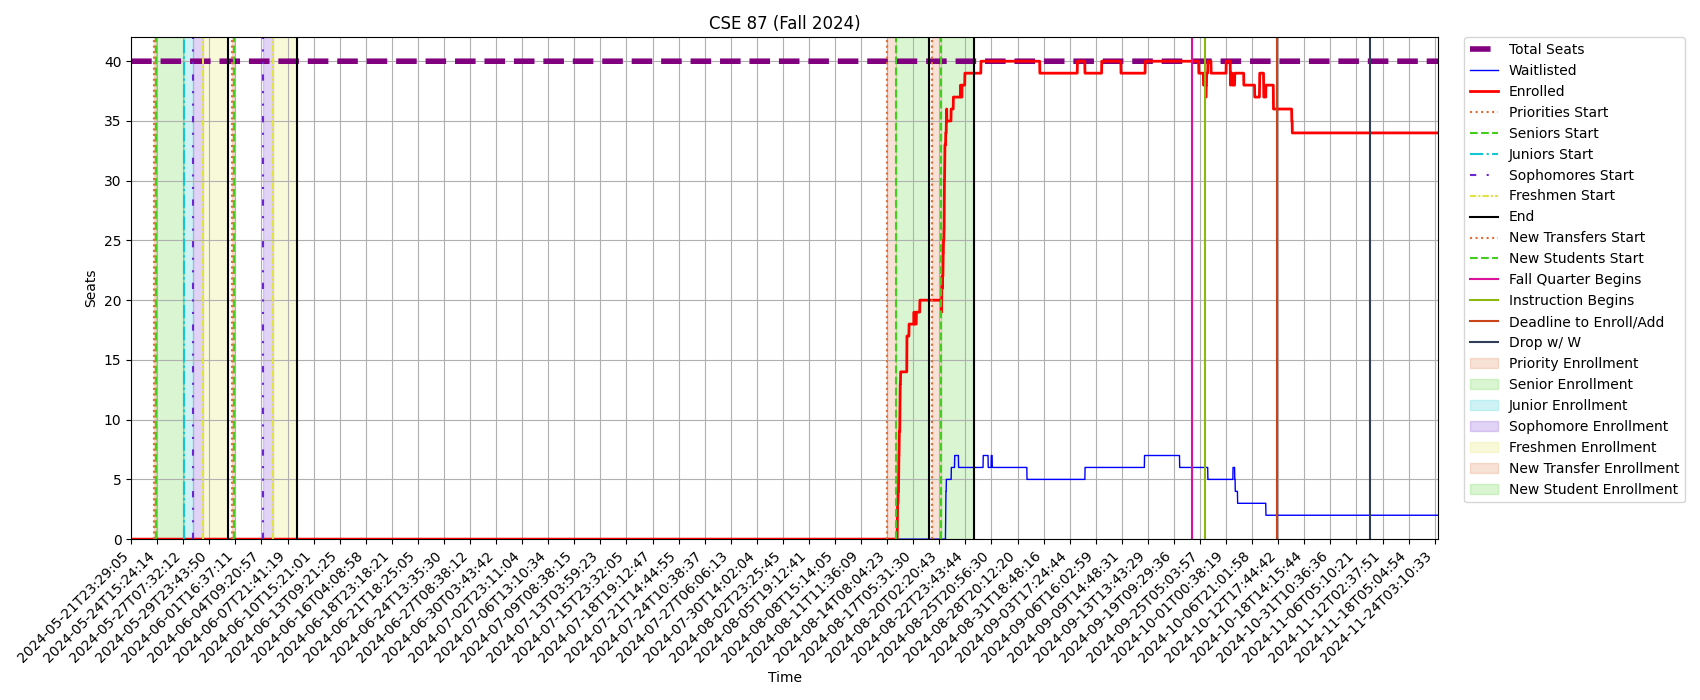 CSE 87 (Fall 2024)
Seats
40
35
30
25
20
15
10
5
0
2024-05-21T23:29:05
2024-05-24T15:24:14
2024-05-27T07:32:12
2024-05-29T23:43:50
2024-06-01T16:37:11
2024-06-04T09:20:57
2024-06-07T21:41:19
2024-06-10T15:21:01
2024-06-13T09:21:25
2024-06-16T04:08:58
2024-06-18T23:18:21
2024-06-21T18:25:05
2024-06-24T13:35:30
2024-06-27T08:38:12
2024-06-30T03:43:42
2024-07-02T23:11:04
2024-07-06T13:10:34
2024-07-09T08:38:15
2024-07-13T03:59:23
2024-07-15T23:32:05
2024-07-18T19:12:47
2024-07-21T14:44:55
2024-07-24T10:38:37
2024-07-27T06:06:13
2024-07-30T14:02:04
2024-08-02T23:25:45
2024-08-05T19:12:41
2024-08-08T15:14:05
2024-08-11T11:36:09
2024-08-14T08:04:23
2024-08-17T05:31:30
2024-08-20T02:20:43
2024-08-22T23:43:44
2024-08-25T20:56:30
2024-08-28T20:12:20
2024-08-31T18:48:16
2024-09-03T17:24:44
2024-09-06T16:02:59
2024-09-09T14:48:31
2024-09-13T13:43:29
2024-09-19T09:29:36
2024-09-25T05:03:57
2024-10-01T00:38:19
2024-10-06T21:01:58
2024-10-12T17:44:42
2024-10-18T14:15:44
2024-10-31T10:36:36
2024-11-06T05:10:21
2024-11-12T02:37:51
2024-11-18T05:04:54
2024-11-24T03:10:33
Time
Total Seats
Waitlisted
Enrolled
Priorities Start
Seniors Start
Juniors Start
Sophomores Start
Freshmen Start
End
New Transfers Start
New Students Start
Fall Quarter Begins
Instruction Begins
Deadline to Enroll/Add
Drop w/ W
Priority Enrollment
Senior Enrollment
Junior Enrollment
Sophomore Enrollment
Freshmen Enrollment
New Transfer Enrollment
New Student Enrollment